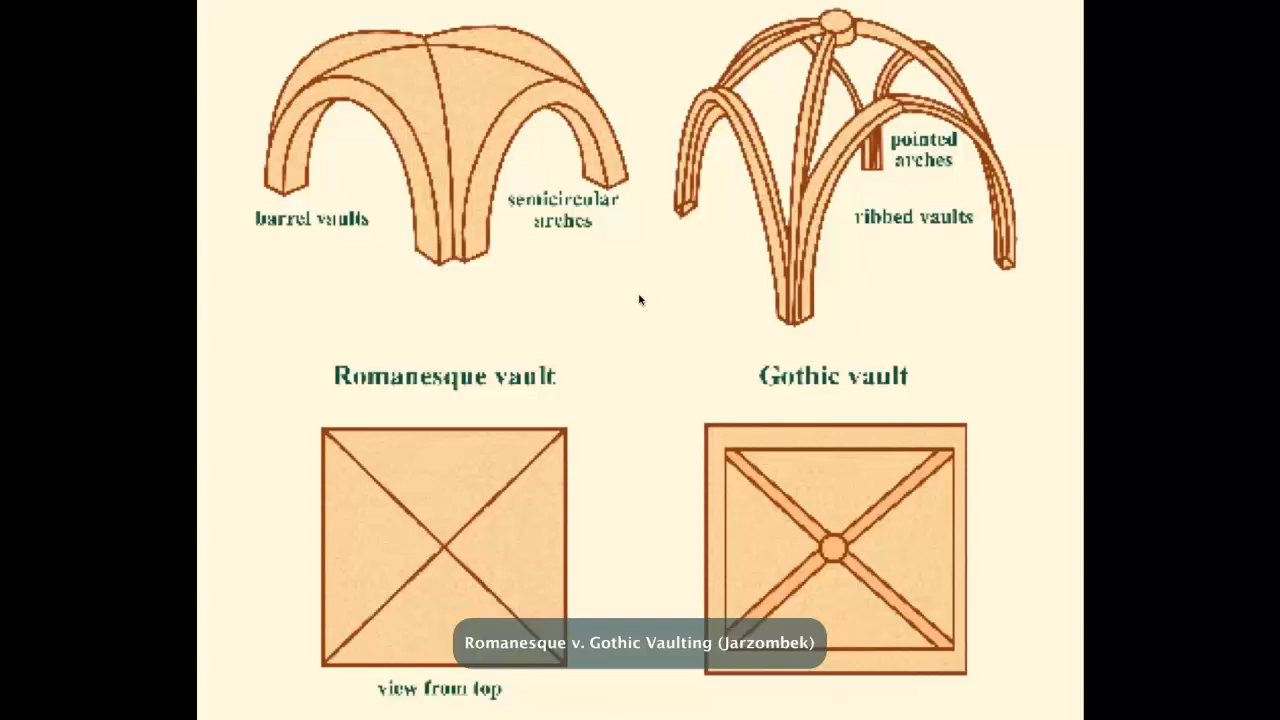 pointed
arches
barrel vaults
semicircular
arches
ribbed vaults
Romanesque vault
Gothic vault
Romanesque v. Gothic Vaulting (Jarzombek)
view from top